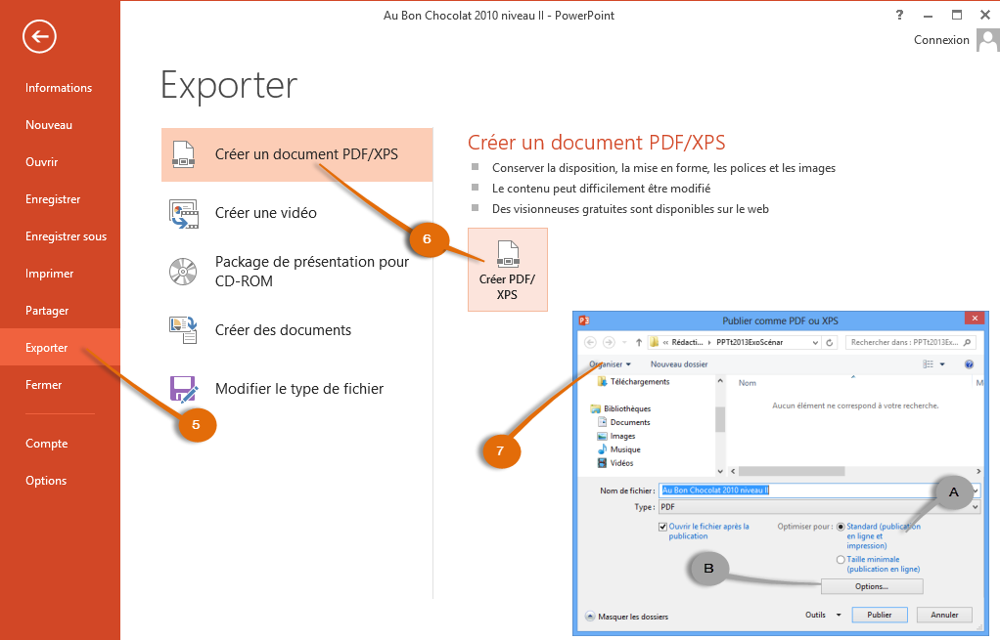 Au Bon Chocolat 2010 niveau II - PowerPoint
?
Connexion
Informations
Nouveau
Ouvrir
Enregistrer
Enregistrer sous
Imprimer
Partager
Exporter
Fermer
Compte
Options
5
Exporter
Créer un document PDF/XPS
Créer une vidéo
Package de présentation pour
CD-ROM
Créer des documents
Modifier le type de fichier
6
Créer un document PDF/XPS
Conserver la disposition, la mise en forme, les polices et les images
Le contenu peut difficilement être modifié
Des visionneuses gratuites sont disponibles sur le web
Créer PDF/
XPS
7
Publier comme PDF ou XPS
« Rédacti... PPTt2013ExoScénar
Rechercher dans : PPTt2013Ex...
Organiser
Nouveau dossier
?
Téléchargements
Bibliothèques
Documents
Images
Musique
Vidéos
Nom
M
Aucun élément ne correspond à votre recherche.
Nom de fichier : Au Bon Chocolat 2010 niveau II
A
Type : PDF
Ouvrir le fichier après la
publication
Optimiser pour : Standard (publication
en ligne et
impression)
Taille minimale
(publication en ligne)
B
Options...
Masquer les dossiers
Outils
Publier
Annuler